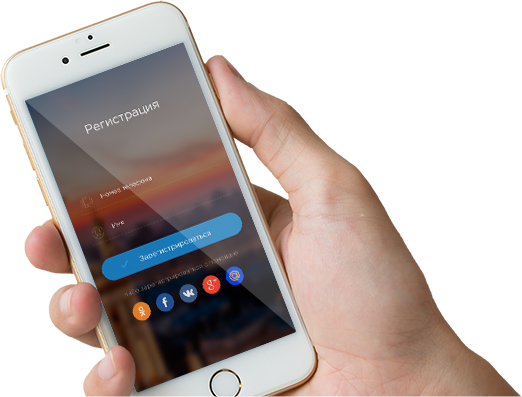 Регистрация
Номер телефона
Имя
Зарегистрироваться